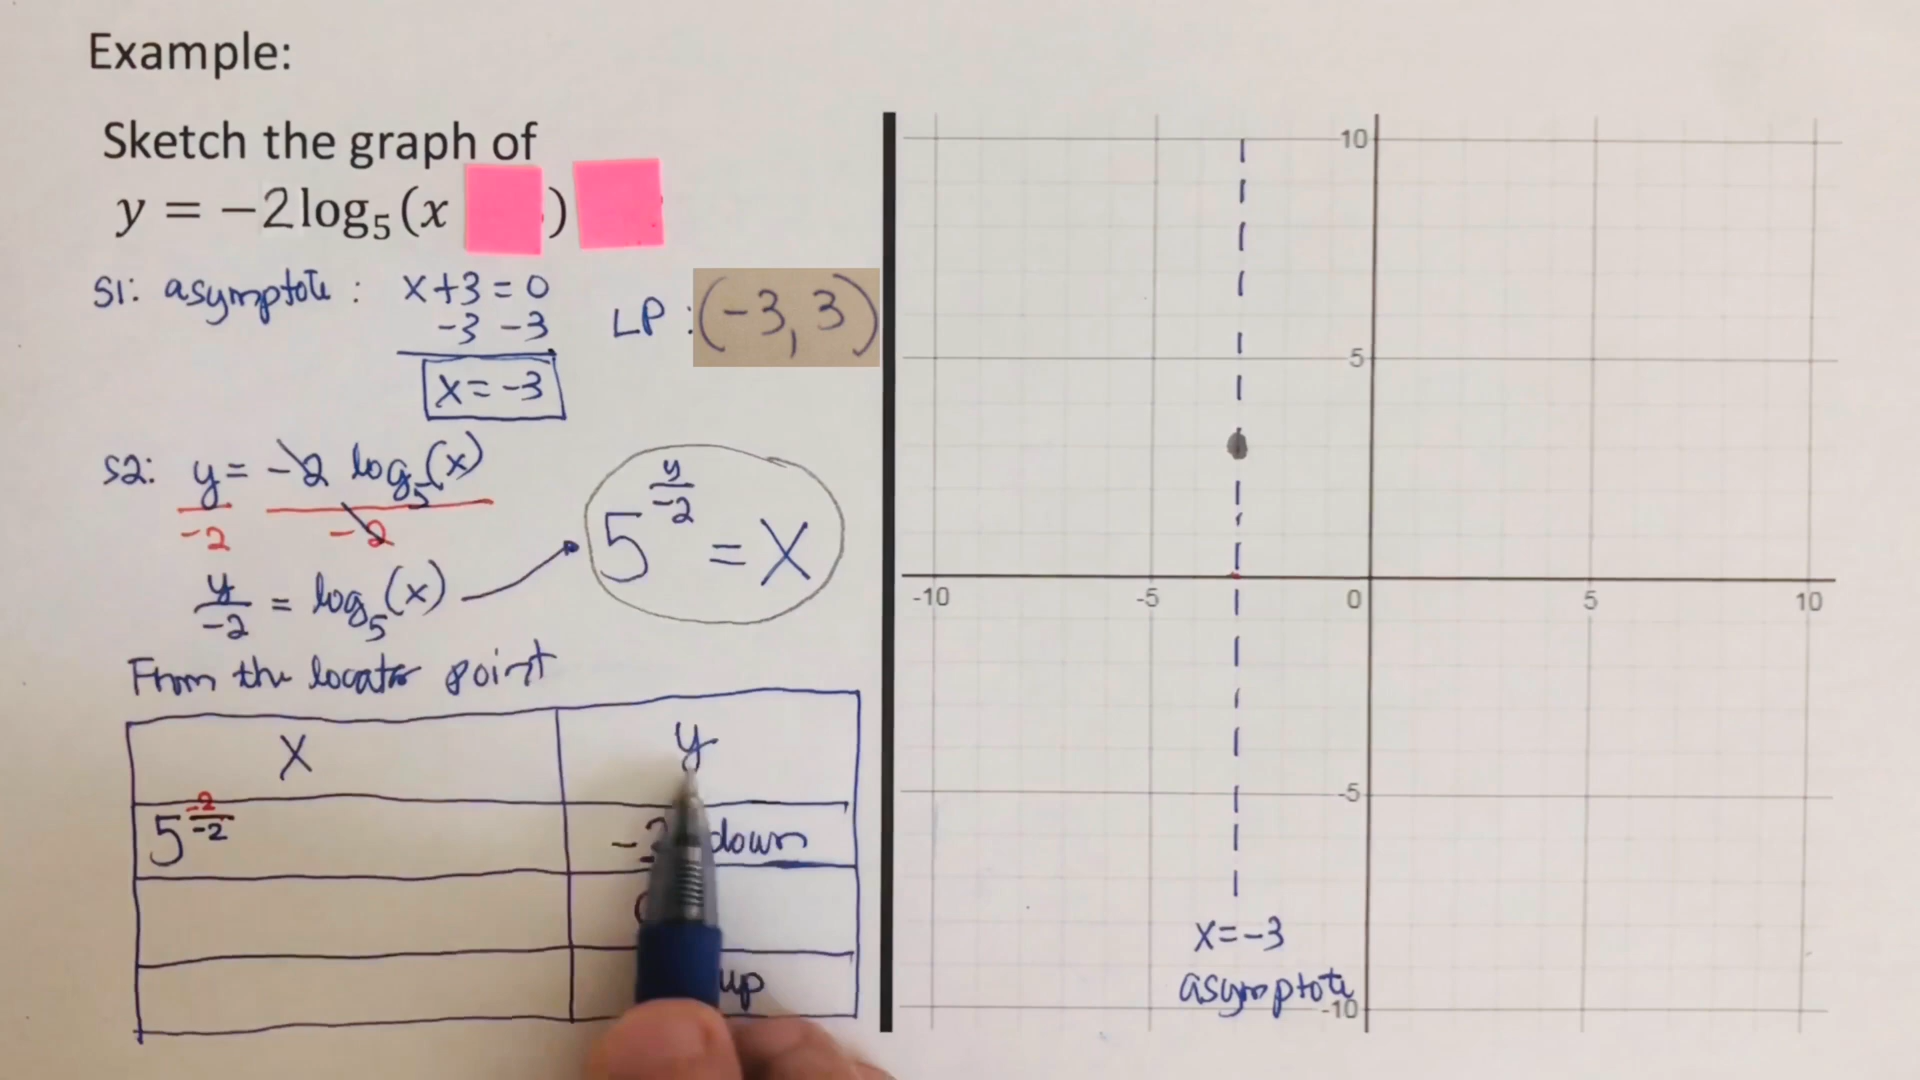 Example:
Sketch the graph of
y = −2log₅(x )
S1: asymptote : x+3=0
-3 -3
x=-3
LP : (-3, 3)
S2: y = -2 log₅(x)
-2 -2
y/-2 = log₅(x)
5^(y/-2) = X
From the locator point
X y
5^(-2/-2) down
up
10
5
-10 -5 0 5 10
-5
-10
x=-3
asymptote